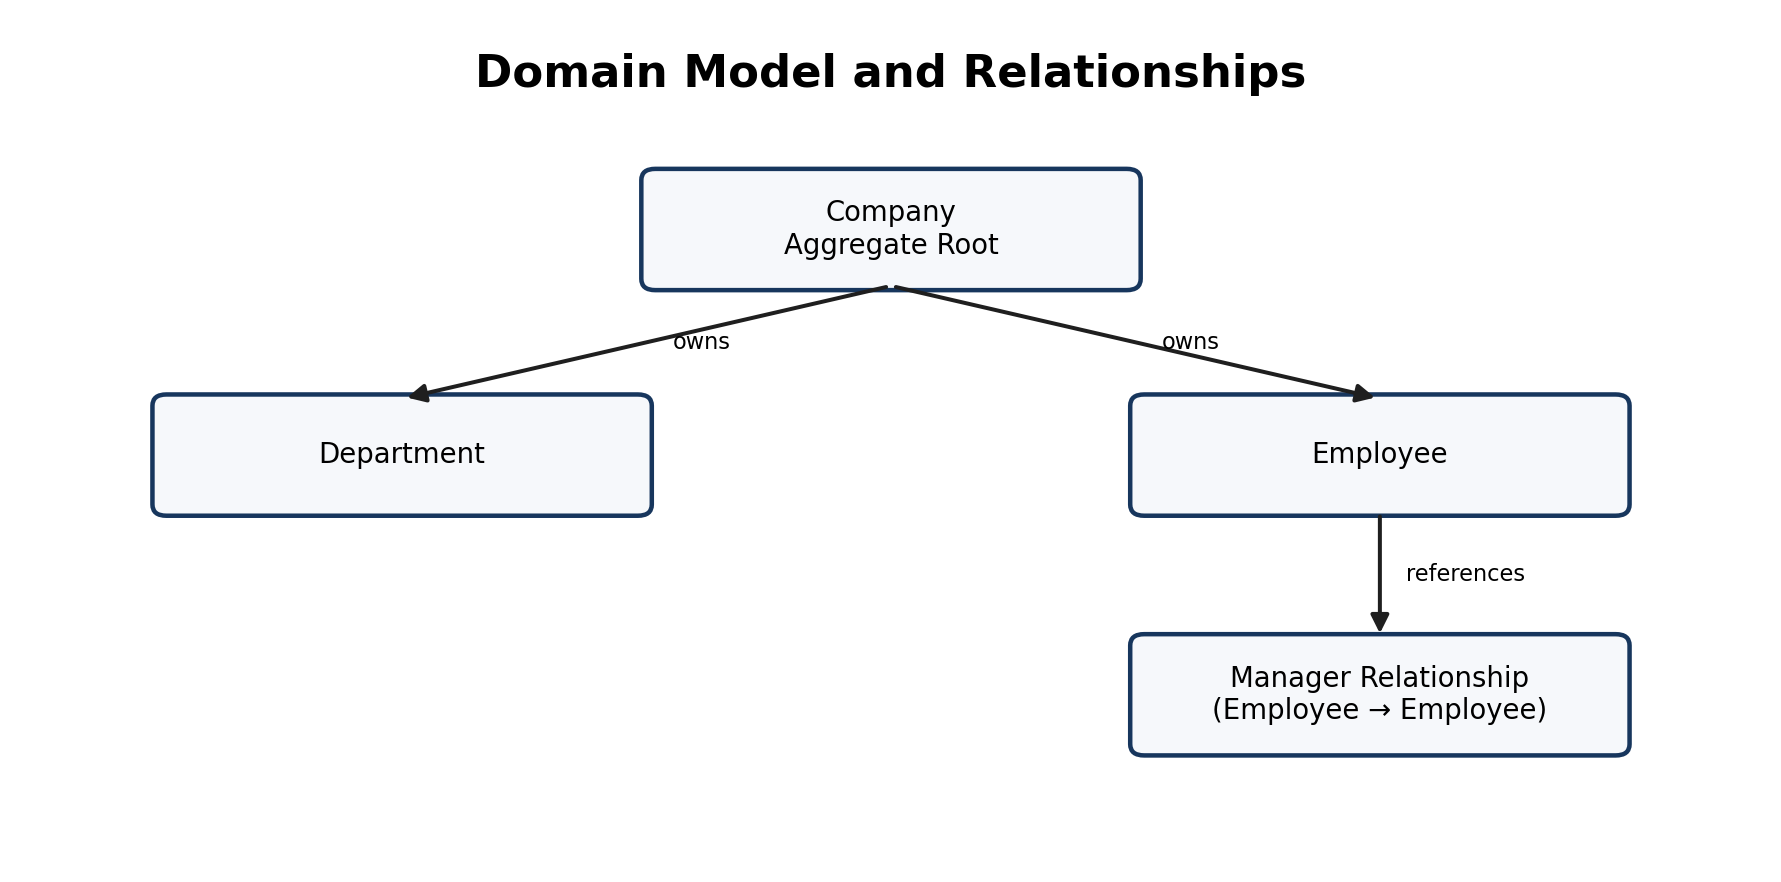 Domain Model and Relationships
Company
Aggregate Root
owns
owns
Department
Employee
references
Manager Relationship
(Employee → Employee)